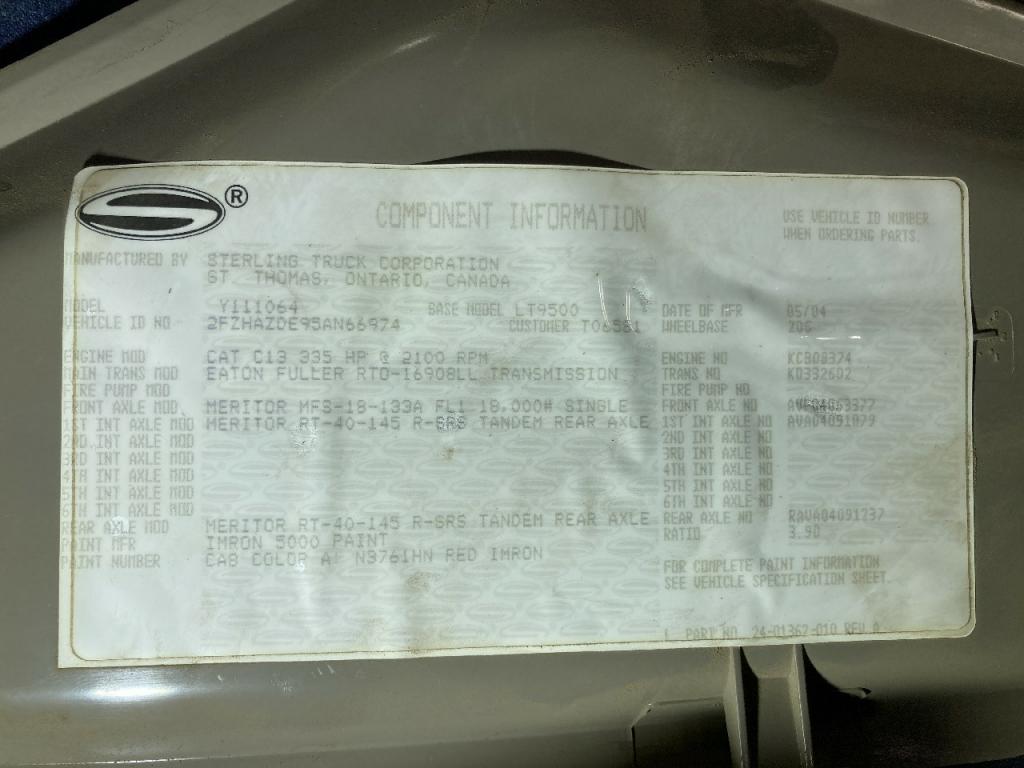 ®
COMPONENT INFORMATION
USE VEHICLE ID NUMBER
WHEN ORDERING PARTS.
MANUFACTURED BY STERLING TRUCK CORPORATION
ST. THOMAS, ONTARIO, CANADA
MODEL Y111064 BASE MODEL LT9500 DATE OF MFR 05/04
VEHICLE ID NO 2FZHAZDE95AN66974 CUSTOMER T06581 WHEELBASE
ENGINE MOD CAT C13 335 HP @ 2100 RPM ENGINE NO KCB08324
MAIN TRANS MOD EATON FULLER RTO-16908LL TRANSMISSION TRANS NO K0332602
FIRE PUMP MOD FIRE PUMP NO
FRONT AXLE MOD MERITOR MFS-18-133A FL1 18,000# SINGLE FRONT AXLE NO
1ST INT AXLE MOD MERITOR RT-40-145 R-SRS TANDEM REAR AXLE 1ST INT AXLE NO AVA04091079
2ND INT AXLE MOD 2ND INT AXLE NO
3RD INT AXLE MOD 3RD INT AXLE NO
4TH INT AXLE MOD 4TH INT AXLE NO
5TH INT AXLE MOD 5TH INT AXLE NO
6TH INT AXLE MOD 6TH INT AXLE NO
REAR AXLE MOD MERITOR RT-40-145 R-SRS TANDEM REAR AXLE REAR AXLE NO RAVA04091237
PAINT MFR IMRON 5000 PAINT RATIO 3.90
PAINT NUMBER CAB COLOR A: N3761HN RED IMRON
FOR COMPLETE PAINT INFORMATION
SEE VEHICLE SPECIFICATION SHEET.
PART NO. 24-01367-010 REV A